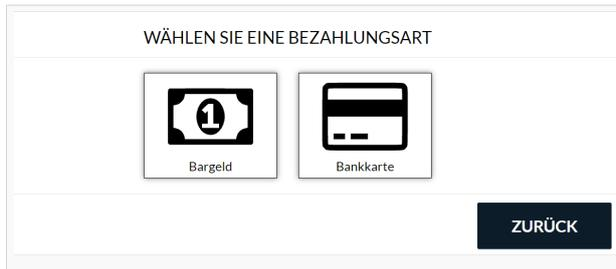 WÄHLEN SIE EINE BEZAHLUNGSART
1
Bargeld
Bankkarte
ZURÜCK